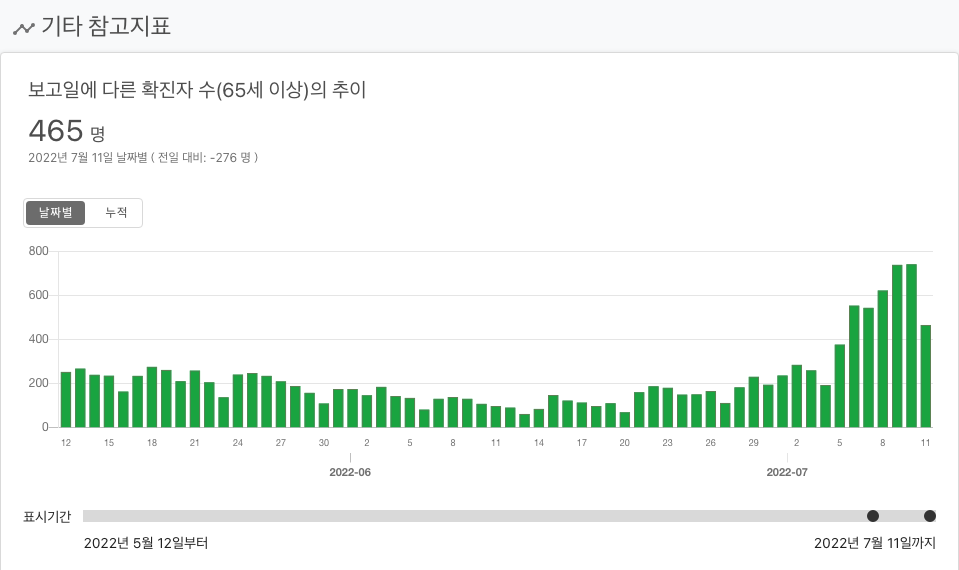 기타 참고지표
보고일에 다른 확진자 수(65세 이상)의 추이
465 명
2022년 7월 11일 날짜별 ( 전일 대비: -276 명 )
날짜별 누적
800
600
400
200
0
12 15 18 21 24 27 30 2 5 8 11 14 17 20 23 26 29 2 5 8 11
2022-06 2022-07
표시기간
2022년 5월 12일부터 2022년 7월 11일까지